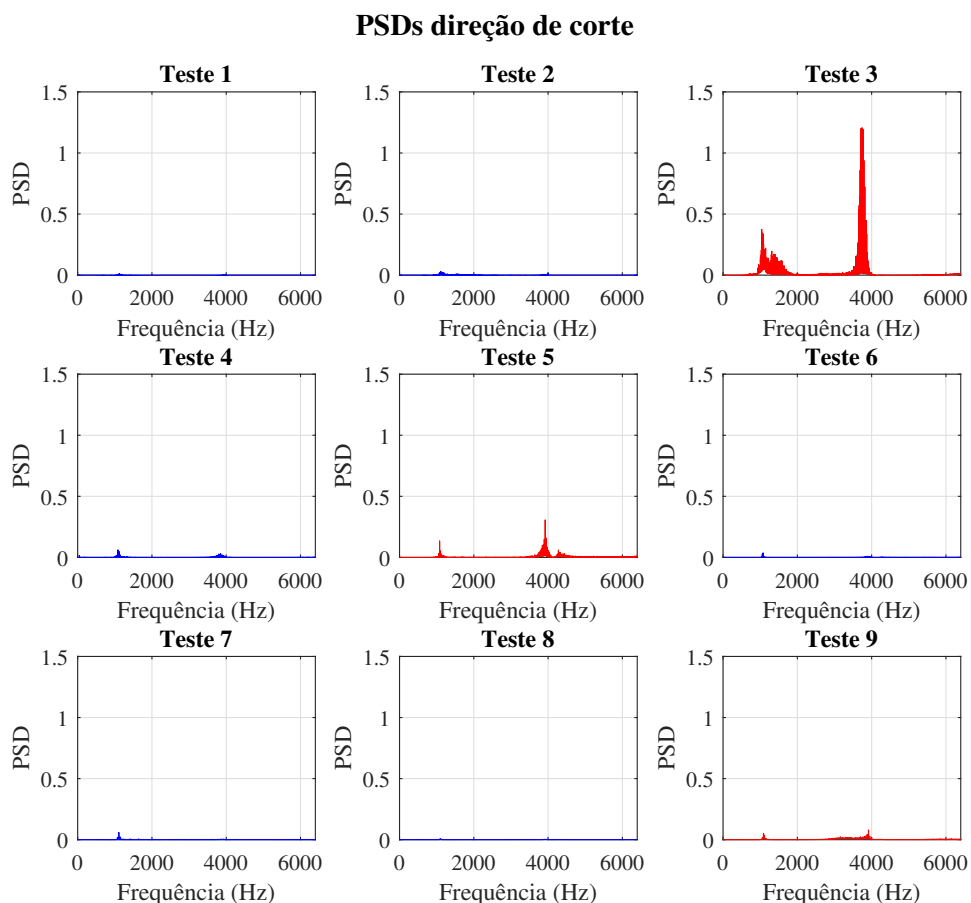 PSDs direção de corte
Teste 1
1.5
1
0.5
0
PSD
0 2000 4000 6000
Frequência (Hz)
Teste 2
1.5
1
0.5
0
PSD
0 2000 4000 6000
Frequência (Hz)
Teste 3
1.5
1
0.5
0
PSD
0 2000 4000 6000
Frequência (Hz)
Teste 4
1.5
1
0.5
0
PSD
0 2000 4000 6000
Frequência (Hz)
Teste 5
1.5
1
0.5
0
PSD
0 2000 4000 6000
Frequência (Hz)
Teste 6
1.5
1
0.5
0
PSD
0 2000 4000 6000
Frequência (Hz)
Teste 7
1.5
1
0.5
0
PSD
0 2000 4000 6000
Frequência (Hz)
Teste 8
1.5
1
0.5
0
PSD
0 2000 4000 6000
Frequência (Hz)
Teste 9
1.5
1
0.5
0
PSD
0 2000 4000 6000
Frequência (Hz)